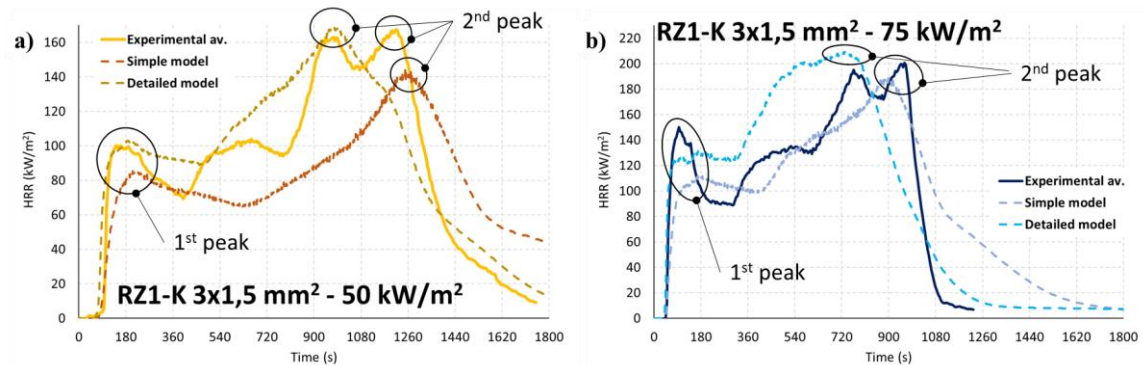 a)
HRR (kW/m²)
160
140
120
100
80
60
40
20
0
Experimental av.
Simple model
Detailed model
2nd peak
1st peak
RZ1-K 3x1,5 mm² - 50 kW/m²
0 180 360 540 720 900 1080 1260 1440 1620 1800
Time (s)
b)
RZ1-K 3x1,5 mm² - 75 kW/m²
HRR (kW/m²)
220
200
180
160
140
120
100
80
60
40
20
0
2nd peak
Experimental av.
Simple model
Detailed model
1st peak
0 180 360 540 720 900 1080 1260 1440 1620 1800
Time (s)